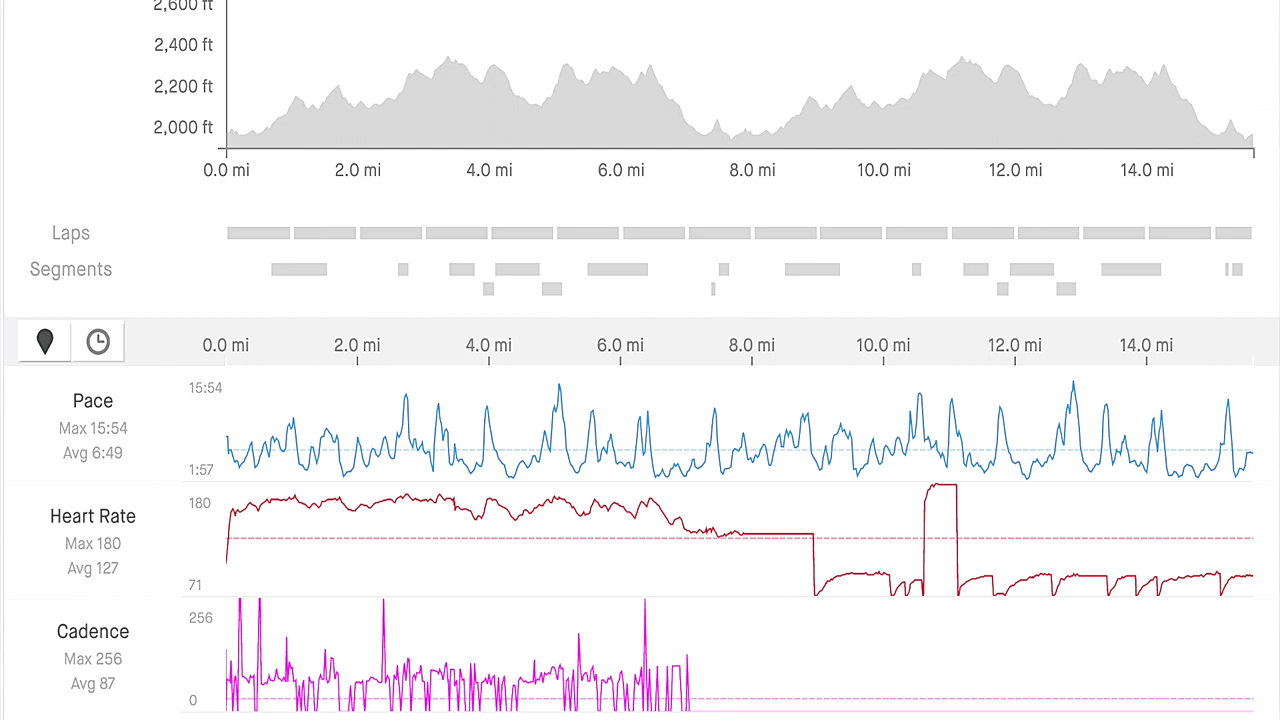 2,600 ft
2,400 ft
2,200 ft
2,000 ft
0.0 mi 2.0 mi 4.0 mi 6.0 mi 8.0 mi 10.0 mi 12.0 mi 14.0 mi
Laps
Segments
0.0 mi 2.0 mi 4.0 mi 6.0 mi 8.0 mi 10.0 mi 12.0 mi 14.0 mi
15:54
Pace
Max 15:54
Avg 6:49
1:57
180
Heart Rate
Max 180
Avg 127
71
256
Cadence
Max 256
Avg 87
0